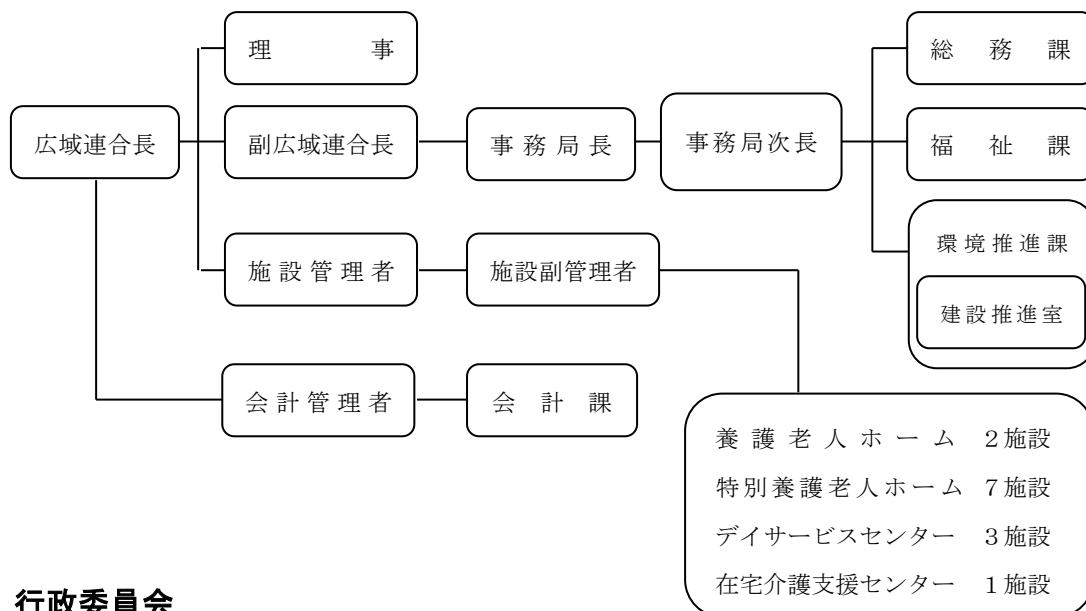 理事
総務課
広域連合長
副広域連合長
事務局長
事務局次長
福祉課
環境推進課
建設推進室
施設管理者
施設副管理者
会計管理者
会計課
養護老人ホーム 2施設
特別養護老人ホーム 7施設
デイサービスセンター 3施設
在宅介護支援センター 1施設
行政委員会